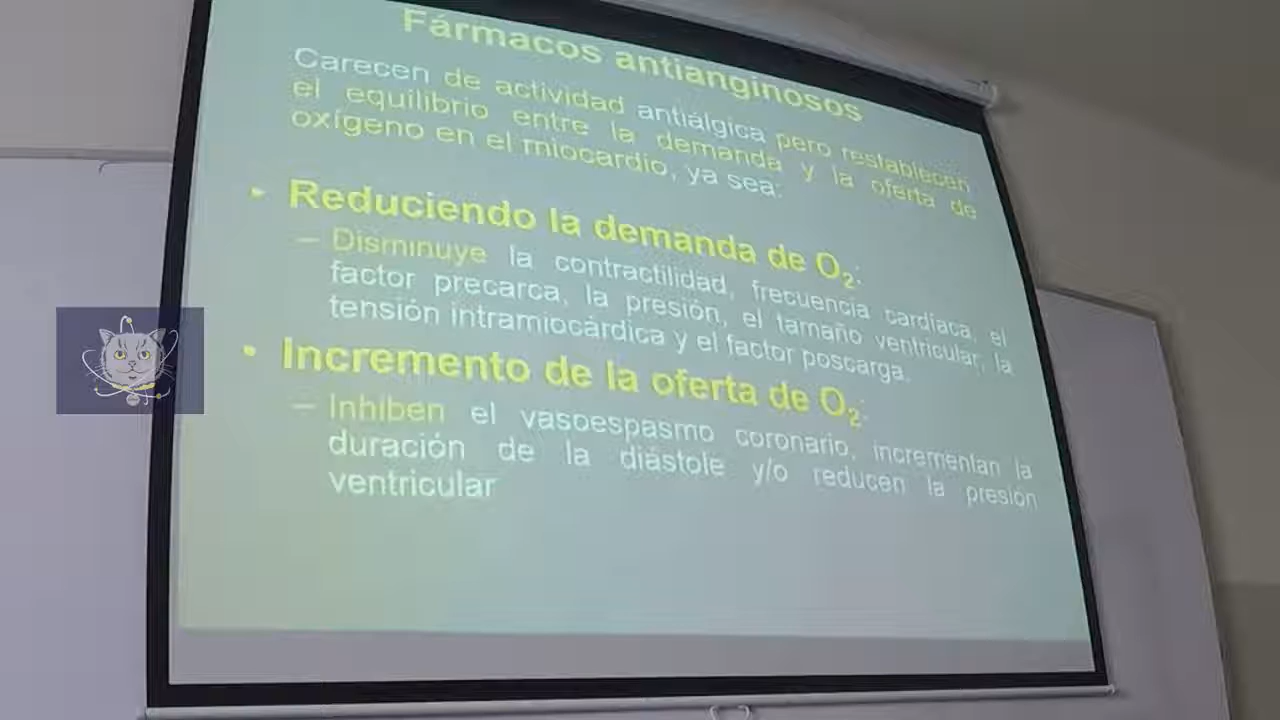 Fármacos antianginosos
Carecen de actividad antiálgica pero restablecen
el equilibrio entre la demanda y la oferta de
oxígeno en el miocardio, ya sea:
Reduciendo la demanda de O₂:
– Disminuye la contractilidad, frecuencia cardíaca, el
factor precarca, la presión, el tamaño ventricular, la
tensión intramiocárdica y el factor poscarga.
• Incremento de la oferta de O₂:
– Inhiben el vasoespasmo coronario, incrementan la
duración de la diástole y/o reducen la presión
ventricular